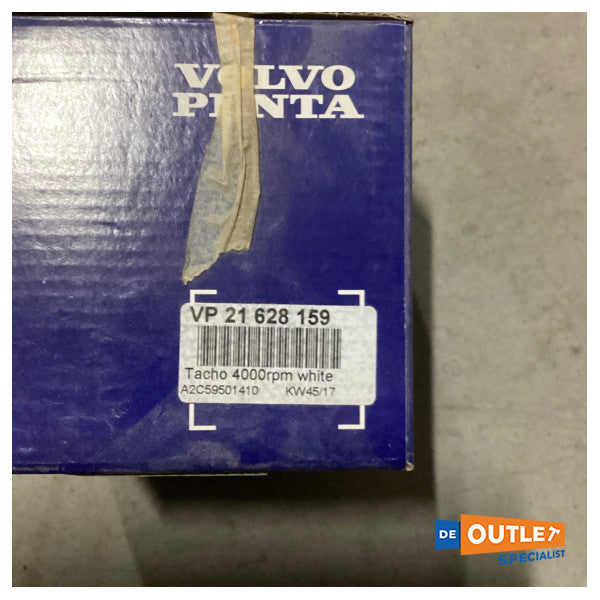 VOLVO
PENTA
VP 21 628 159
Tacho 4000rpm white
A2C59501410 KW45/17
DE OUTLET
SPECIALIST